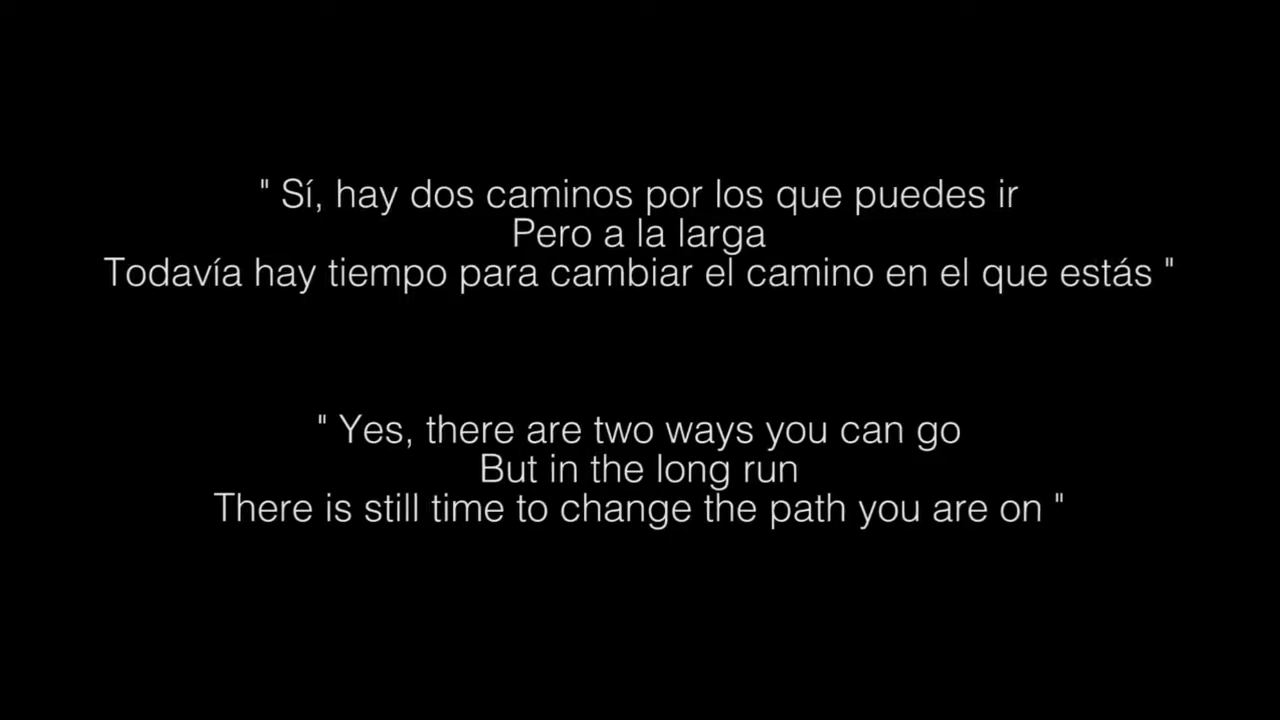 " Sí, hay dos caminos por los que puedes ir
Pero a la larga
Todavía hay tiempo para cambiar el camino en el que estás "
" Yes, there are two ways you can go
But in the long run
There is still time to change the path you are on "